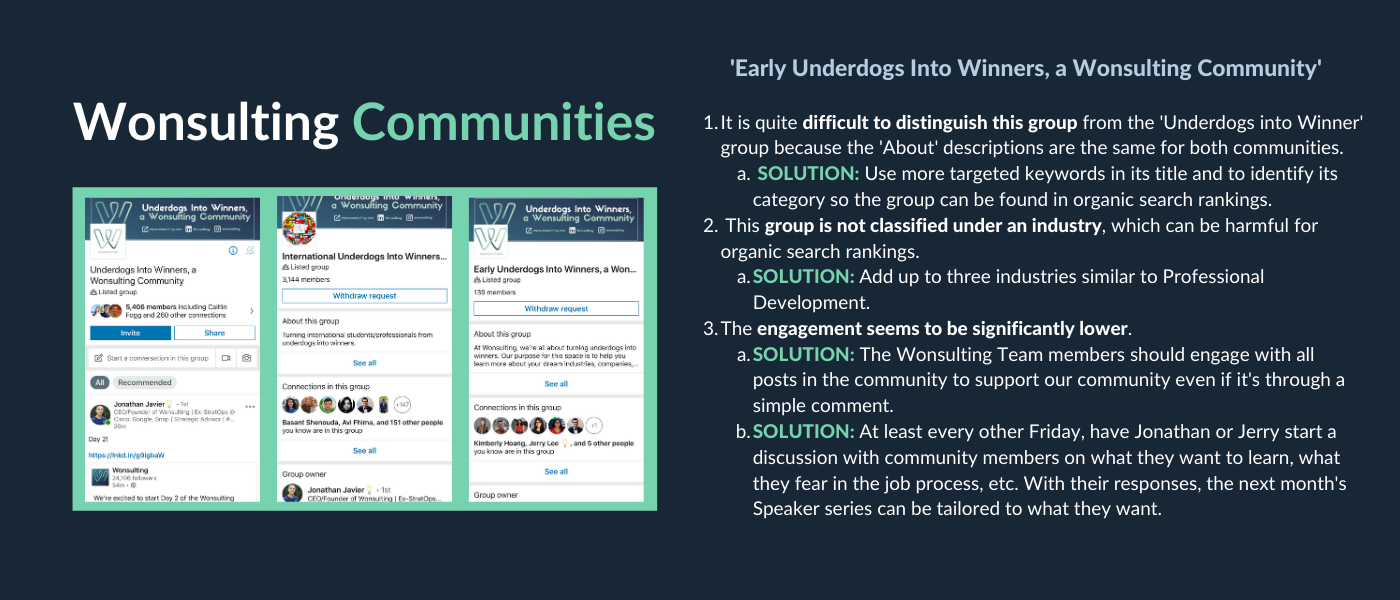 Wonsulting Communities
Underdogs Into Winners,
a Wonsulting Community
Underdogs Into Winners, a
Wonsulting Community
Listed group
5,406 members including Caitlin
Fogg and 260 other connections
Invite
Share
Start a conversation in this group
All
Recommended
Jonathan Javier • 1st
CEO/Founder of Wonsulting | Ex-StratOps @
Cisco, Google, Snap | Strategic Advisor | #...
20m
Day 2!
https://lnkd.in/g9igbaW
Wonsulting
24,106 followers
54m •
We're excited to start Day 2 of the Wonsulting
Underdogs Into Winners,
a Wonsulting Community
International Underdogs Into Winners...
Listed group
3,144 members
Withdraw request
About this group
Turning international students/professionals from
underdogs into winners.
See all
Connections in this group
+147
Basant Shenouda, Avi Fhima, and 151 other people
you know are in this group
See all
Group owner
Jonathan Javier • 1st
CEO/Founder of Wonsulting | Ex-StratOps...
Underdogs Into Winners,
a Wonsulting Community
Early Underdogs Into Winners, a Won...
Listed group
139 members
Withdraw request
About this group
At Wonsulting, we're all about turning underdogs into
winners. Our purpose for this space is to help you
learn more about your dream industries, companies,...
See all
Connections in this group
+1
Kimberly Hoang, Jerry Lee , and 5 other people
you know are in this group
See all
Group owner
'Early Underdogs Into Winners, a Wonsulting Community'
1. It is quite difficult to distinguish this group from the 'Underdogs into Winner'
group because the 'About' descriptions are the same for both communities.
a. SOLUTION: Use more targeted keywords in its title and to identify its
category so the group can be found in organic search rankings.
2. This group is not classified under an industry, which can be harmful for
organic search rankings.
a. SOLUTION: Add up to three industries similar to Professional
Development.
3. The engagement seems to be significantly lower.
a. SOLUTION: The Wonsulting Team members should engage with all
posts in the community to support our community even if it's through a
simple comment.
b. SOLUTION: At least every other Friday, have Jonathan or Jerry start a
discussion with community members on what they want to learn, what
they fear in the job process, etc. With their responses, the next month's
Speaker series can be tailored to what they want.